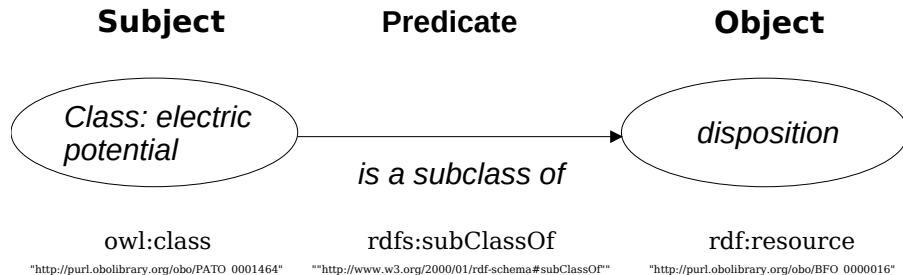 Subject Predicate Object
Class: electric
potential
disposition
is a subclass of
owl:class rdfs:subClassOf rdf:resource
"http://purl.obolibrary.org/obo/PATO_0001464" ""http://www.w3.org/2000/01/rdf-schema#subClassOf"" "http://purl.obolibrary.org/obo/BFO_0000016"